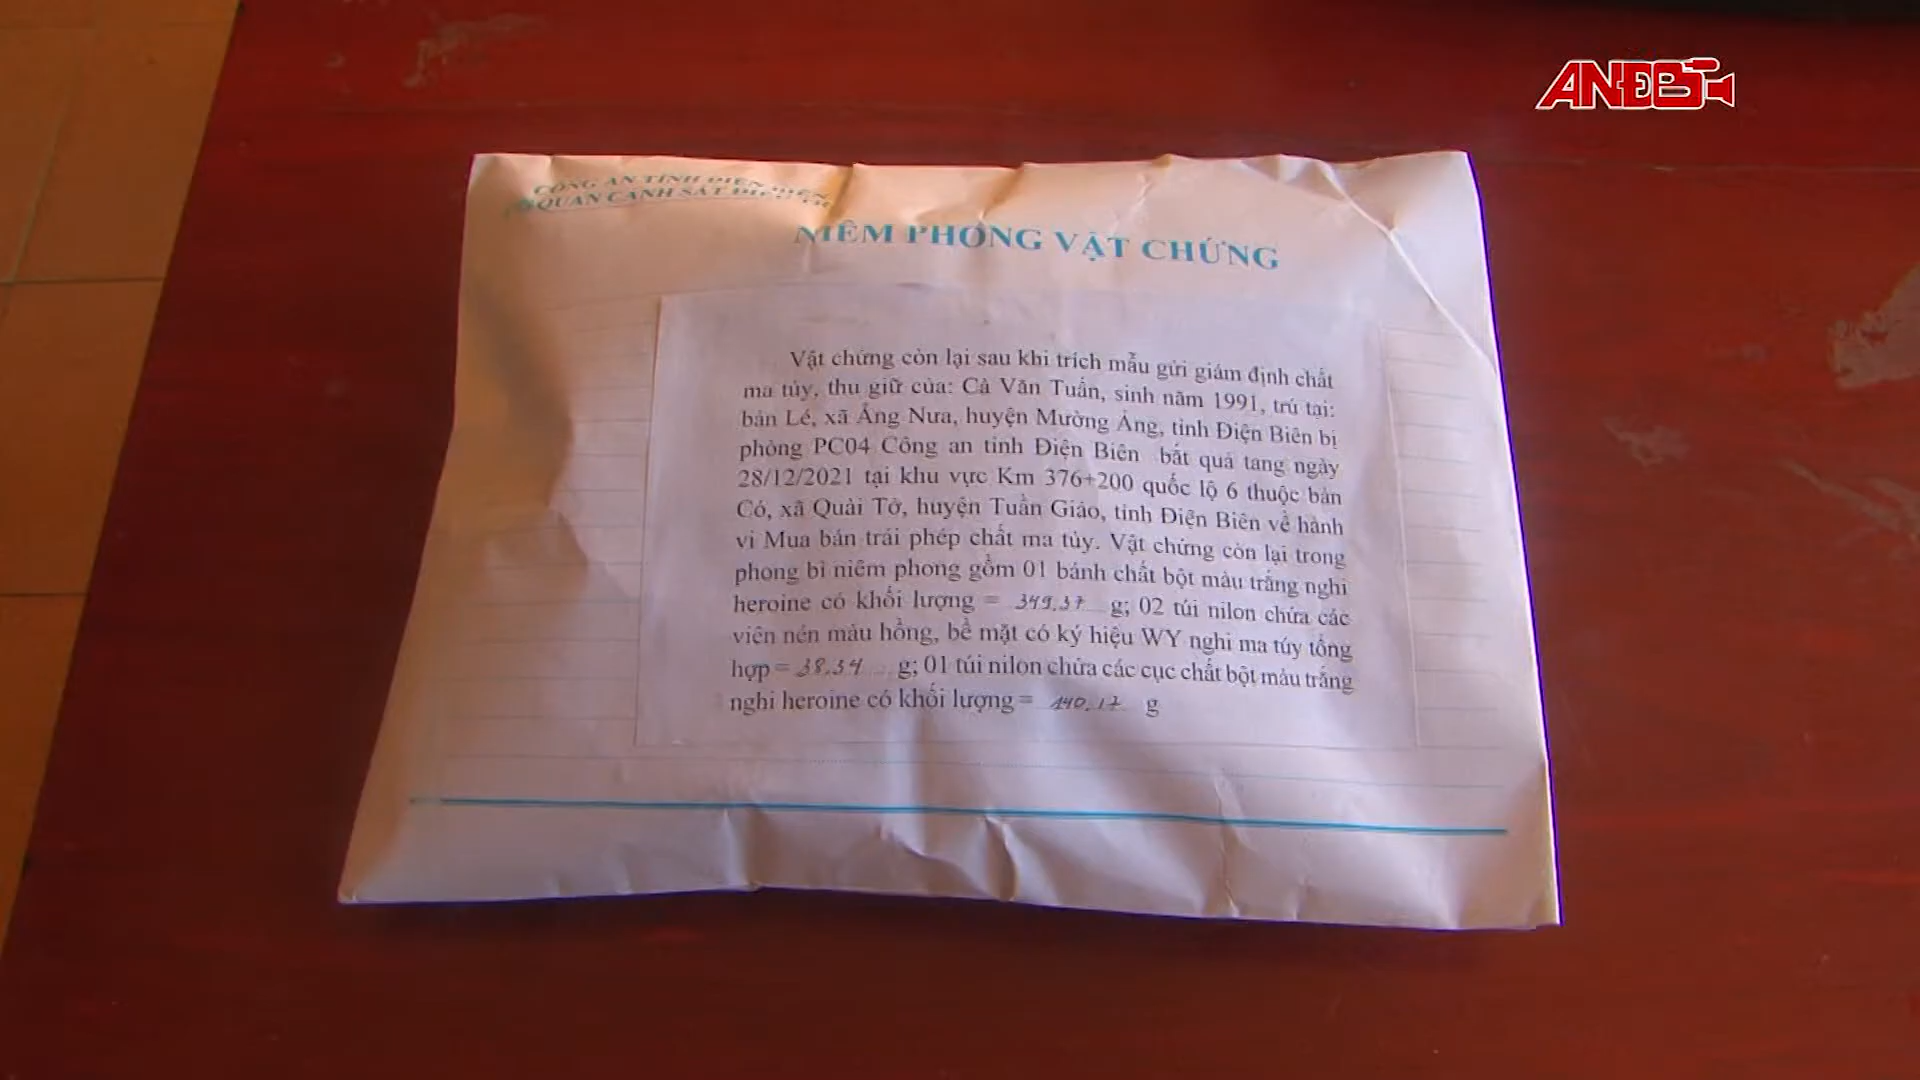 ANĐB
CÔNG AN TỈNH ĐIỆN BIÊN
QUAN CẢNH SÁT ĐIỀU
NIÊM PHONG VẬT CHỨNG
Vật chứng còn lại sau khi trích mẫu gửi giám định chất
ma túy, thu giữ của: Cà Văn Tuấn, sinh năm 1991, trú tại:
bản Lé, xã Ẳng Nưa, huyện Mường Ảng, tỉnh Điện Biên bị
phòng PC04 Công an tỉnh Điện Biên bắt quả tang ngày
28/12/2021 tại khu vực Km 376+200 quốc lộ 6 thuộc bản
Có, xã Quài Tở, huyện Tuần Giáo, tỉnh Điện Biên về hành
vi Mua bán trái phép chất ma túy. Vật chứng còn lại trong
phong bì niêm phong gồm 01 bánh chất bột màu trắng nghi
heroine có khối lượng = 349,37 g; 02 túi nilon chứa các
viên nén màu hồng, bề mặt có ký hiệu WY nghi ma túy tổng
hợp = 38,34 g; 01 túi nilon chứa các cục chất bột màu trắng
nghi heroine có khối lượng = 140,17 g